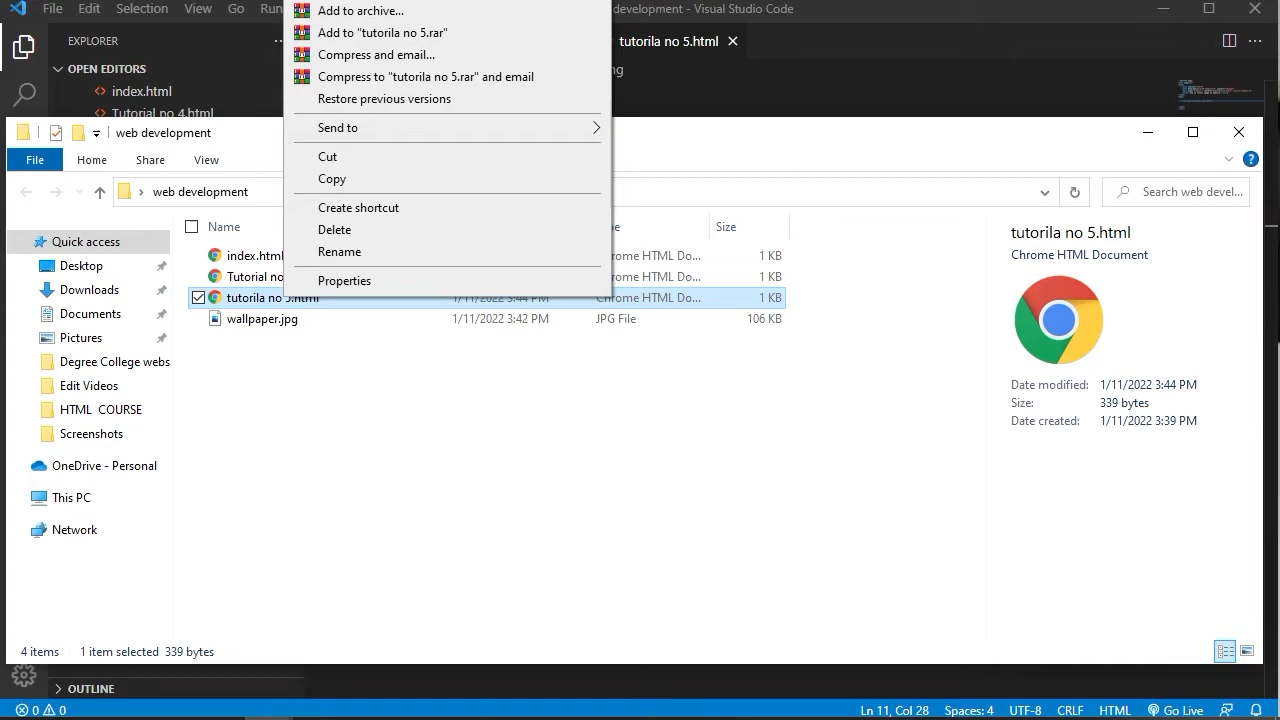 File Edit Selection View Go Run
development - Visual Studio Code
EXPLORER
tutorila no 5.html
OPEN EDITORS
index.html
Tutorial no 4.html
Add to archive...
Add to "tutorila no 5.rar"
Compress and email...
Compress to "tutorila no 5.rar" and email
Restore previous versions
Send to
Cut
Copy
Create shortcut
Delete
Rename
Properties
web development
File Home Share View
web development
Search web devel...
Name
Size
Quick access
Desktop
Downloads
Documents
Pictures
Degree College webs
Edit Videos
HTML COURSE
Screenshots
OneDrive - Personal
This PC
Network
index.html Chrome HTML Do... 1 KB
Tutorial no Chrome HTML Do... 1 KB
tutorila no 5.html 1/11/2022 3:44 PM Chrome HTML Do... 1 KB
wallpaper.jpg 1/11/2022 3:42 PM JPG File 106 KB
tutorila no 5.html
Chrome HTML Document
Date modified: 1/11/2022 3:44 PM
Size: 339 bytes
Date created: 1/11/2022 3:39 PM
4 items 1 item selected 339 bytes
OUTLINE
0 0 Ln 11, Col 28 Spaces: 4 UTF-8 CRLF HTML Go Live